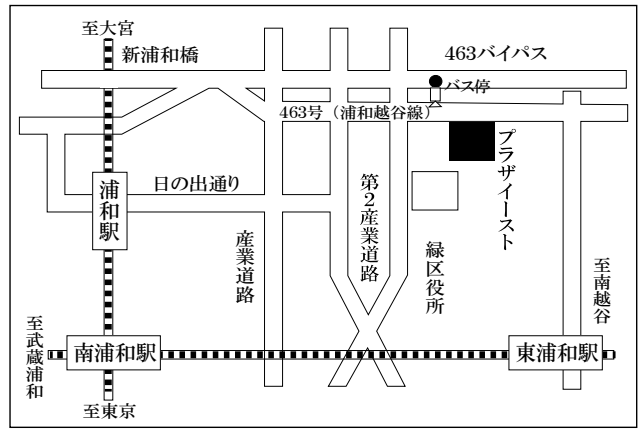 至大宮
新浦和橋
463バイパス
バス停
463号（浦和越谷線）
プラザイースト
日の出通り
浦和駅
第2産業道路
産業道路
緑区役所
至南越谷
至武蔵浦和
南浦和駅
東浦和駅
至東京